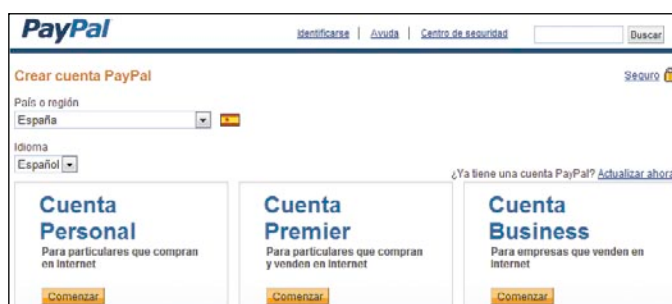 PayPal
Identificarse | Ayuda | Centro de seguridad
Buscar
Crear cuenta PayPal
Seguro
País o región
España
Idioma
Español
¿Ya tiene una cuenta PayPal? Actualizar ahora
Cuenta Personal
Para particulares que compran
en Internet
Comenzar
Cuenta Premier
Para particulares que compran
y venden en Internet
Comenzar
Cuenta Business
Para empresas que venden en
Internet
Comenzar